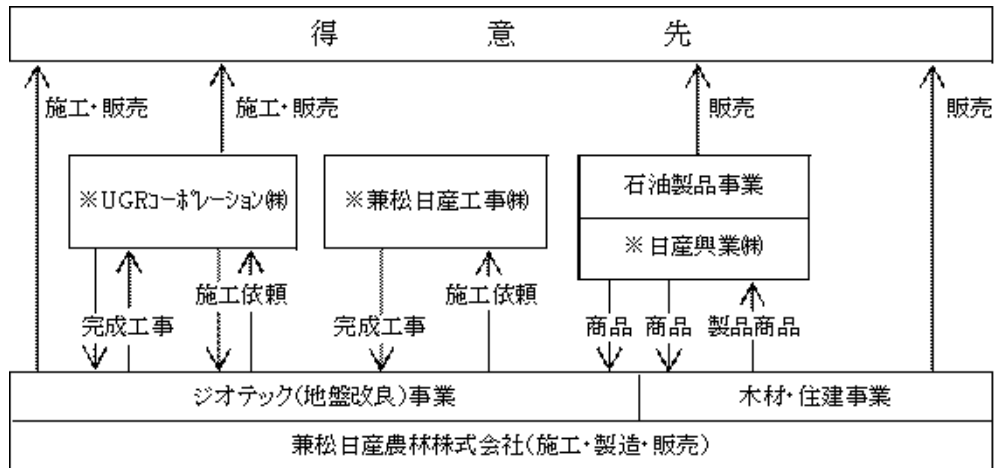 得意先
施工・販売
施工・販売
販売
販売
※UGRコーポレーション㈱
※兼松日産工事㈱
石油製品事業
※日産興業㈱
完成工事
施工依頼
完成工事
施工依頼
商品
商品
製品商品
ジオテック(地盤改良)事業
木材・住建事業
兼松日産農林株式会社(施工・製造・販売)